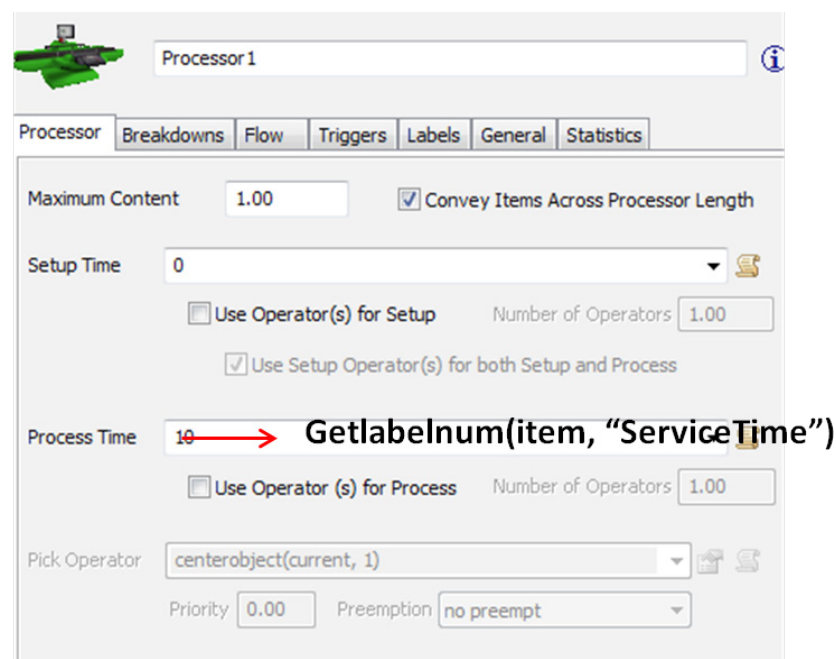 Processor1
Processor Breakdowns Flow Triggers Labels General Statistics
Maximum Content 1.00 Convey Items Across Processor Length
Setup Time 0
Use Operator(s) for Setup Number of Operators 1.00
Use Setup Operator(s) for both Setup and Process
Process Time 10 Getlabelnum(item, “ServiceTime”)
Use Operator (s) for Process Number of Operators 1.00
Pick Operator centerobject(current, 1)
Priority 0.00 Preemption no preempt